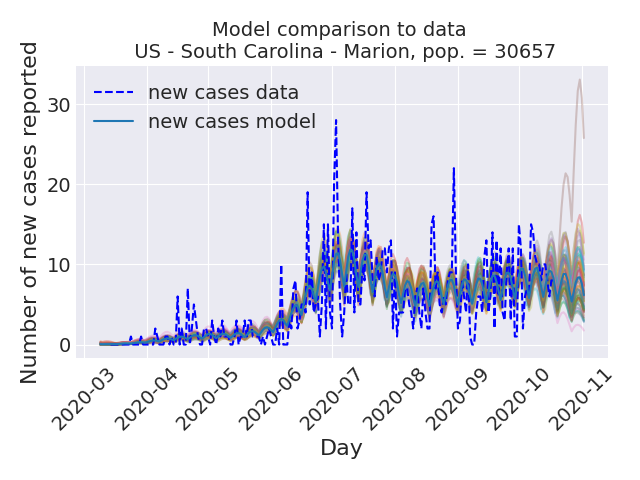 Model comparison to data
US - South Carolina - Marion, pop. = 30657
Number of new cases reported
new cases data
new cases model
30
20
10
0
2020-03
2020-04
2020-05
2020-06
2020-07
2020-08
2020-09
2020-10
2020-11
Day